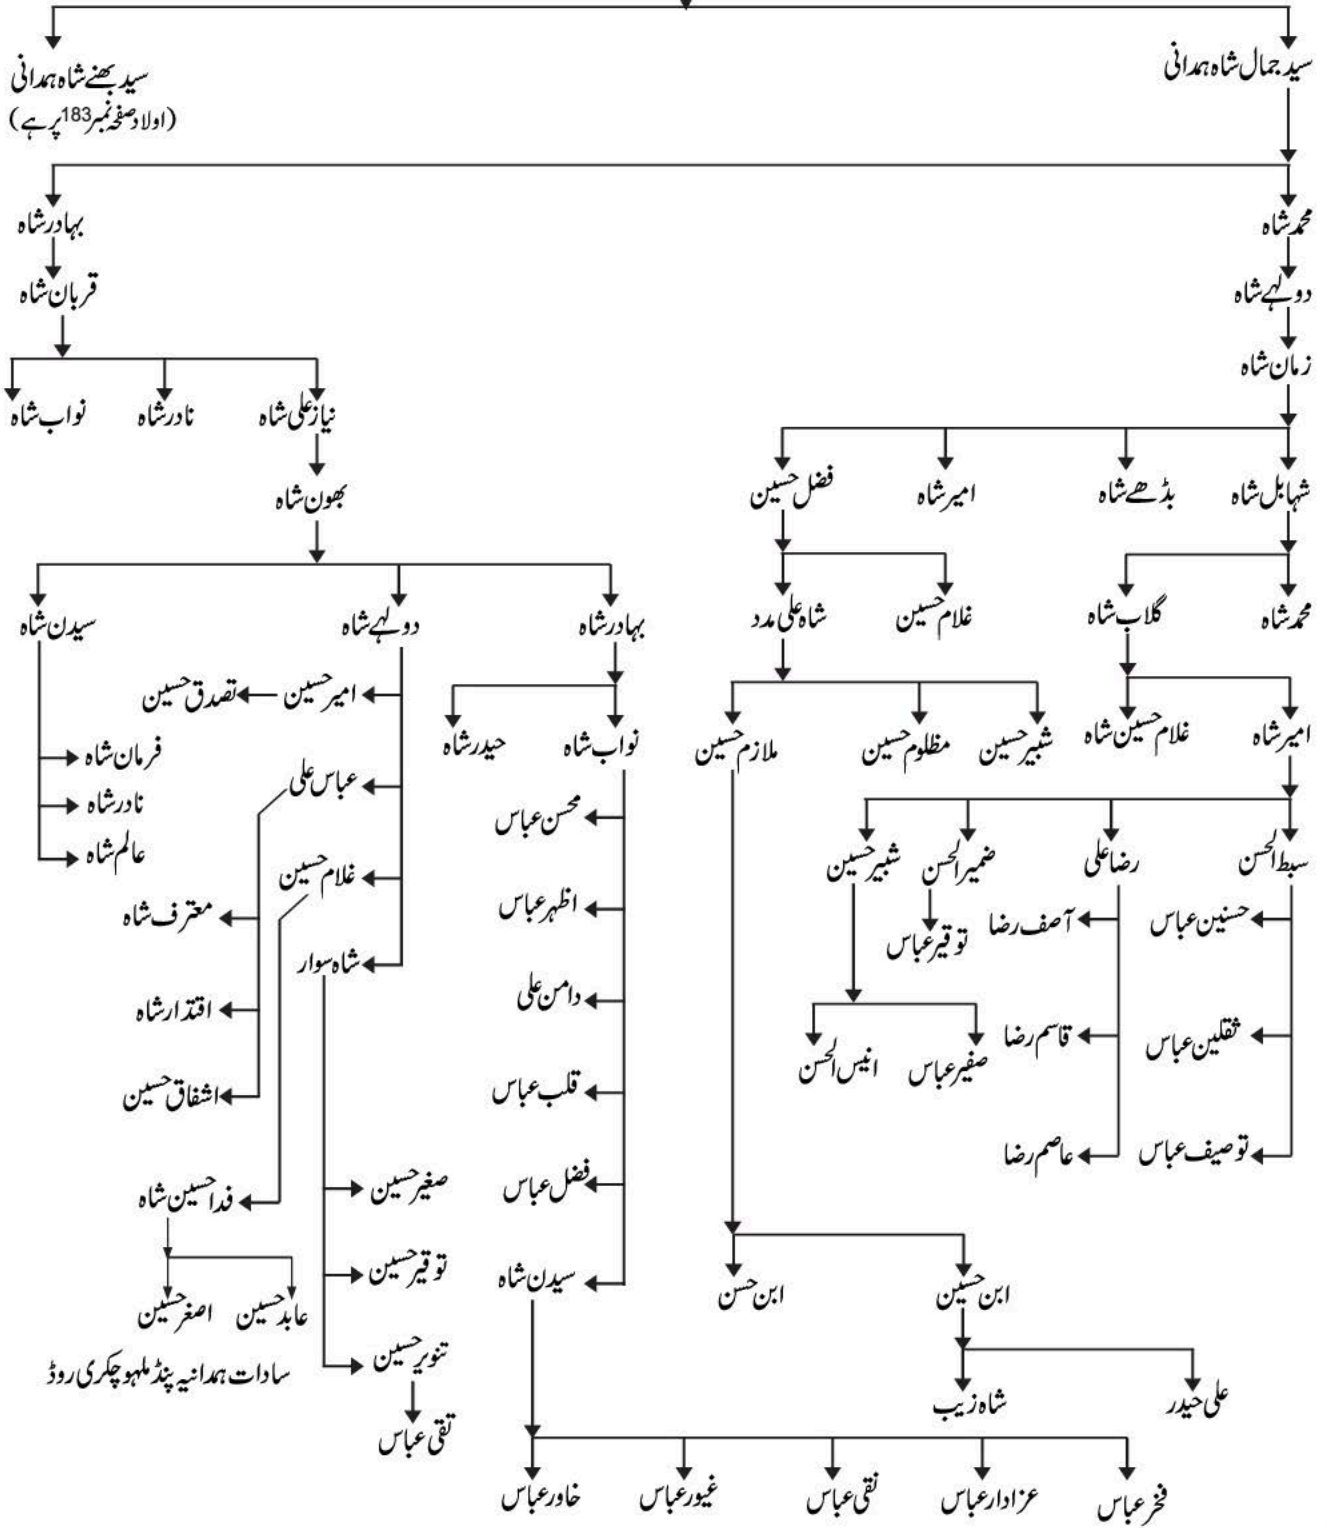 سید جمال شاہ ہمدانی
سید بھنے شاہ ہمدانی
(اولاد صفحہ نمبر 183 پر ہے)
محمد شاہ
بہادر شاہ
دولہے شاہ
قربان شاہ
زمان شاہ
نیاز علی شاہ
نادر شاہ
نواب شاہ
شہابل شاہ
بڈھے شاہ
امیر شاہ
فضل حسین
بھون شاہ
محمد شاہ
گلاب شاہ
غلام حسین
شاہ علی مدد
بہادر شاہ
دولہے شاہ
سیدن شاہ
امیر حسین
تصدق حسین
امیر شاہ
غلام حسین شاہ
شبیر حسین
مظلوم حسین
ملازم حسین
نواب شاہ
حیدر شاہ
فرمان شاہ
عباس علی
نادر شاہ
محسن عباس
سبط الحسن
رضا علی
ضمیر الحسن
شبیر حسین
عالم شاہ
غلام حسین
حسنین عباس
آصف رضا
توقیر عباس
اظہر عباس
معترف شاہ
شاہ سوار
دامن علی
اقتدار شاہ
ثقلین عباس
قاسم رضا
صفیر عباس
انیس الحسن
قلب عباس
اشفاق حسین
توصیف عباس
عاصم رضا
فضل عباس
صغیر حسین
فدا حسین شاہ
ابن حسین
ابن حسن
سیدن شاہ
توقیر حسین
عابد حسین
اصغر حسین
تنویر حسین
سادات ہمدانیہ پنڈ ملہو چکری روڈ
علی حیدر
شاہ زیب
تقی عباس
فخر عباس
عزادار عباس
نقی عباس
غیور عباس
خاور عباس